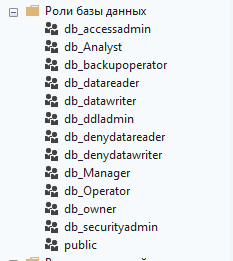 Роли базы данных
db_accessadmin
db_Analyst
db_backupoperator
db_datareader
db_datawriter
db_ddladmin
db_denydatareader
db_denydatawriter
db_Manager
db_Operator
db_owner
db_securityadmin
public